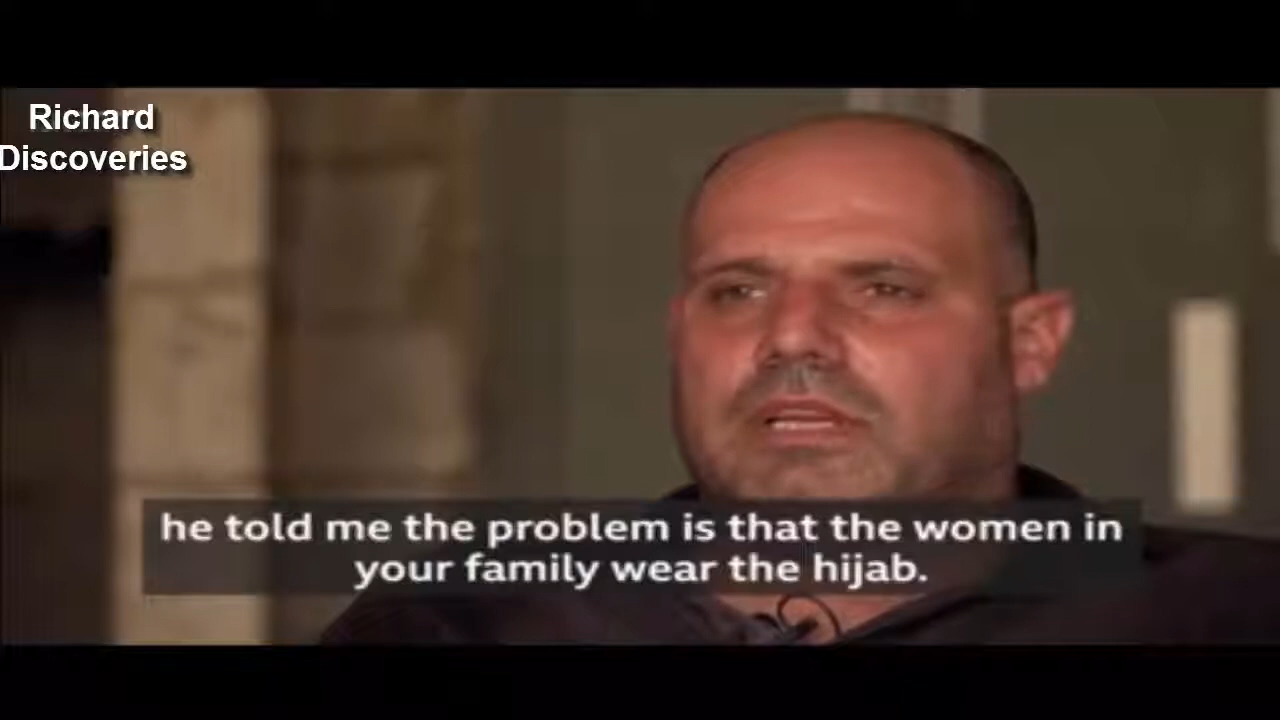 Richard
Discoveries
he told me the problem is that the women in
your family wear the hijab.